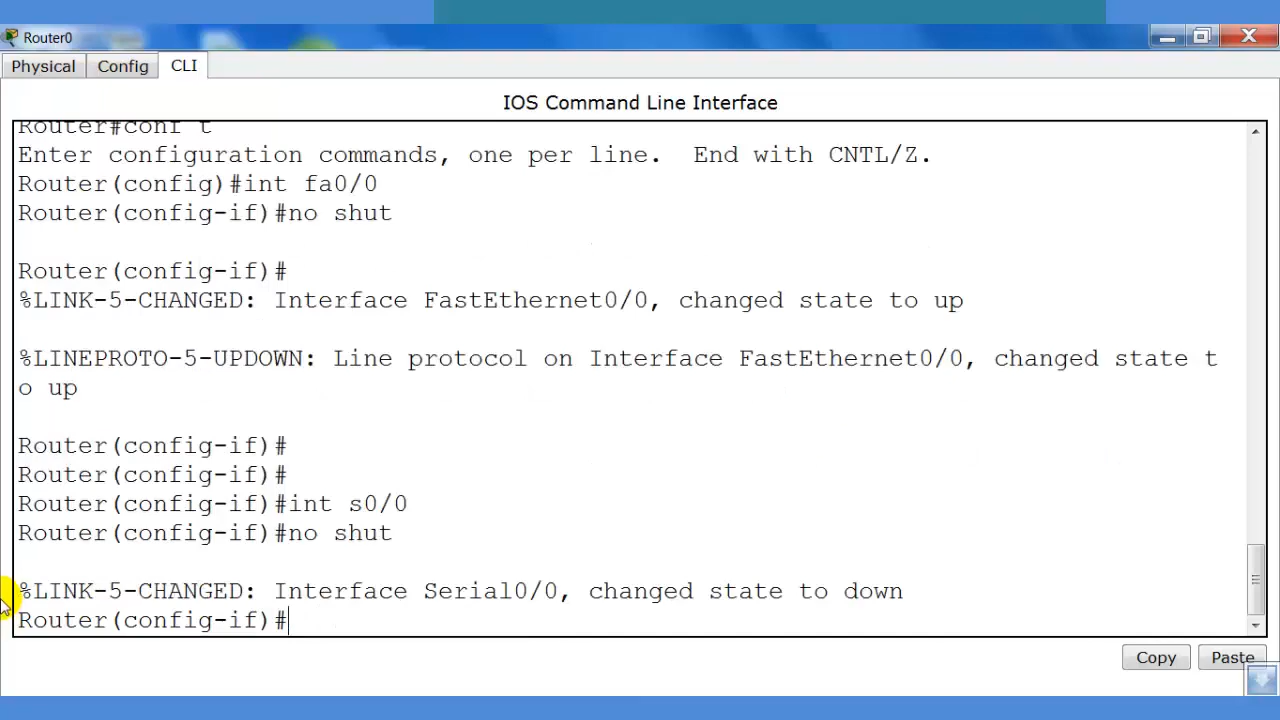 Router0
Physical Config CLI
IOS Command Line Interface
Router#conf t
Enter configuration commands, one per line.  End with CNTL/Z.
Router(config)#int fa0/0
Router(config-if)#no shut
Router(config-if)#
%LINK-5-CHANGED: Interface FastEthernet0/0, changed state to up
%LINEPROTO-5-UPDOWN: Line protocol on Interface FastEthernet0/0, changed state t
o up
Router(config-if)#
Router(config-if)#
Router(config-if)#int s0/0
Router(config-if)#no shut
%LINK-5-CHANGED: Interface Serial0/0, changed state to down
Router(config-if)#
Copy Paste